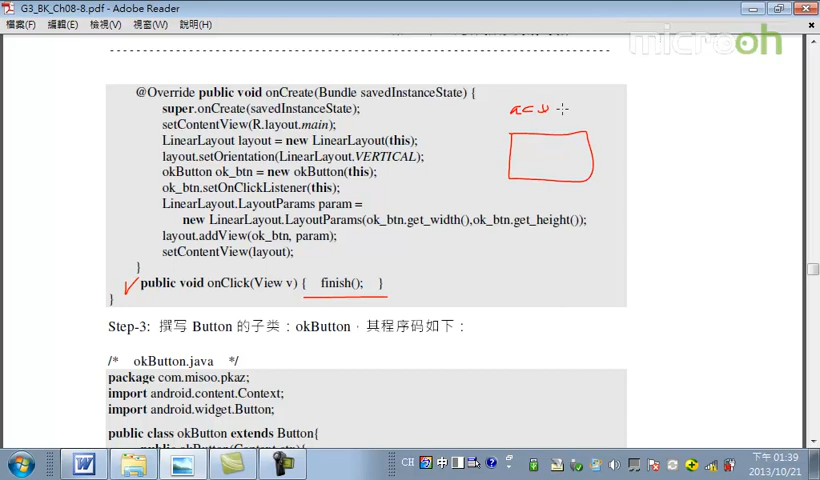 G3_BK_Ch08-8.pdf - Adobe Reader
檔案(F) 編輯(E) 檢視(V) 視窗(W) 說明(H)
microoh
@Override public void onCreate(Bundle savedInstanceState) {
super.onCreate(savedInstanceState);
setContentView(R.layout.main);
LinearLayout layout = new LinearLayout(this);
layout.setOrientation(LinearLayout.VERTICAL);
okButton ok_btn = new okButton(this);
ok_btn.setOnClickListener(this);
LinearLayout.LayoutParams param =
new LinearLayout.LayoutParams(ok_btn.get_width(),ok_btn.get_height());
layout.addView(ok_btn, param);
setContentView(layout);
}
public void onClick(View v) { finish(); }
}
Step-3: 撰写 Button 的子类：okButton，其程序码如下：
/* okButton.java */
package com.misoo.pkaz;
import android.content.Context;
import android.widget.Button;
public class okButton extends Button{
CH 中
下午 01:39
2013/10/21